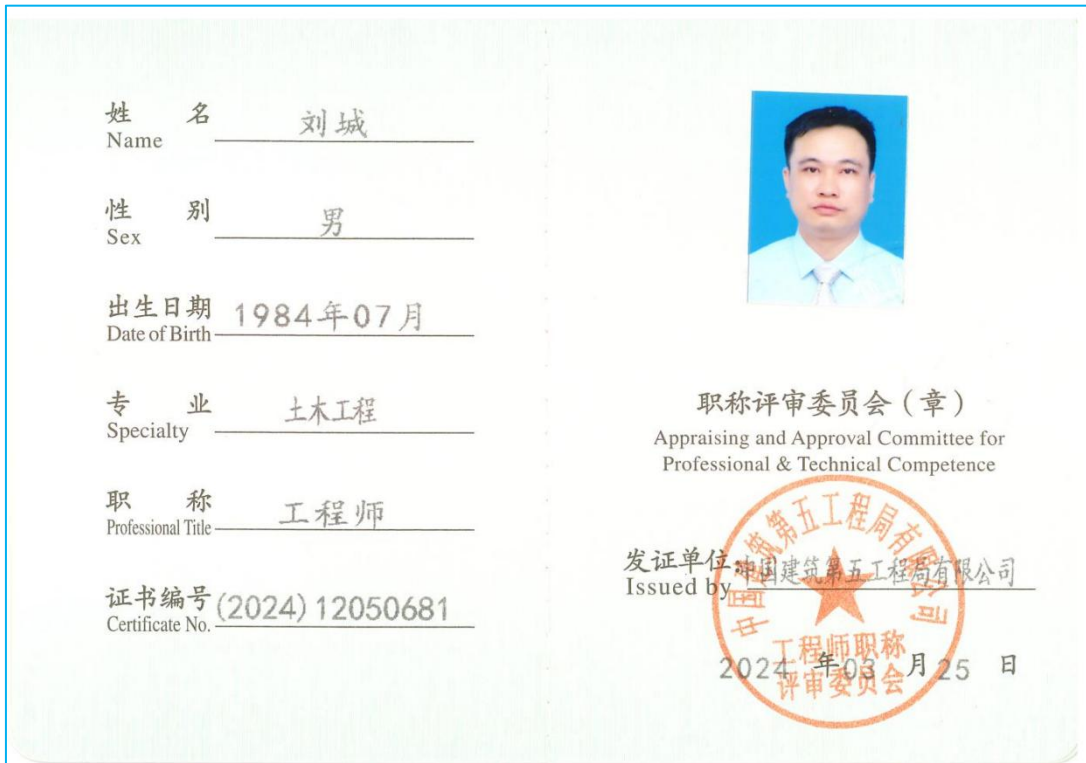 姓 名 刘城
Name
性 别 男
Sex
出生日期 1984年07月
Date of Birth
专 业 土木工程
Specialty
职 称 工程师
Professional Title
证书编号 (2024)12050681
Certificate No.
职称评审委员会（章）
Appraising and Approval Committee for
Professional & Technical Competence
中国建筑第五工程局有限公司
发证单位:中国建筑第五工程局有限公司
Issued by
工程师职称
评审委员会
2024 年03 月25 日